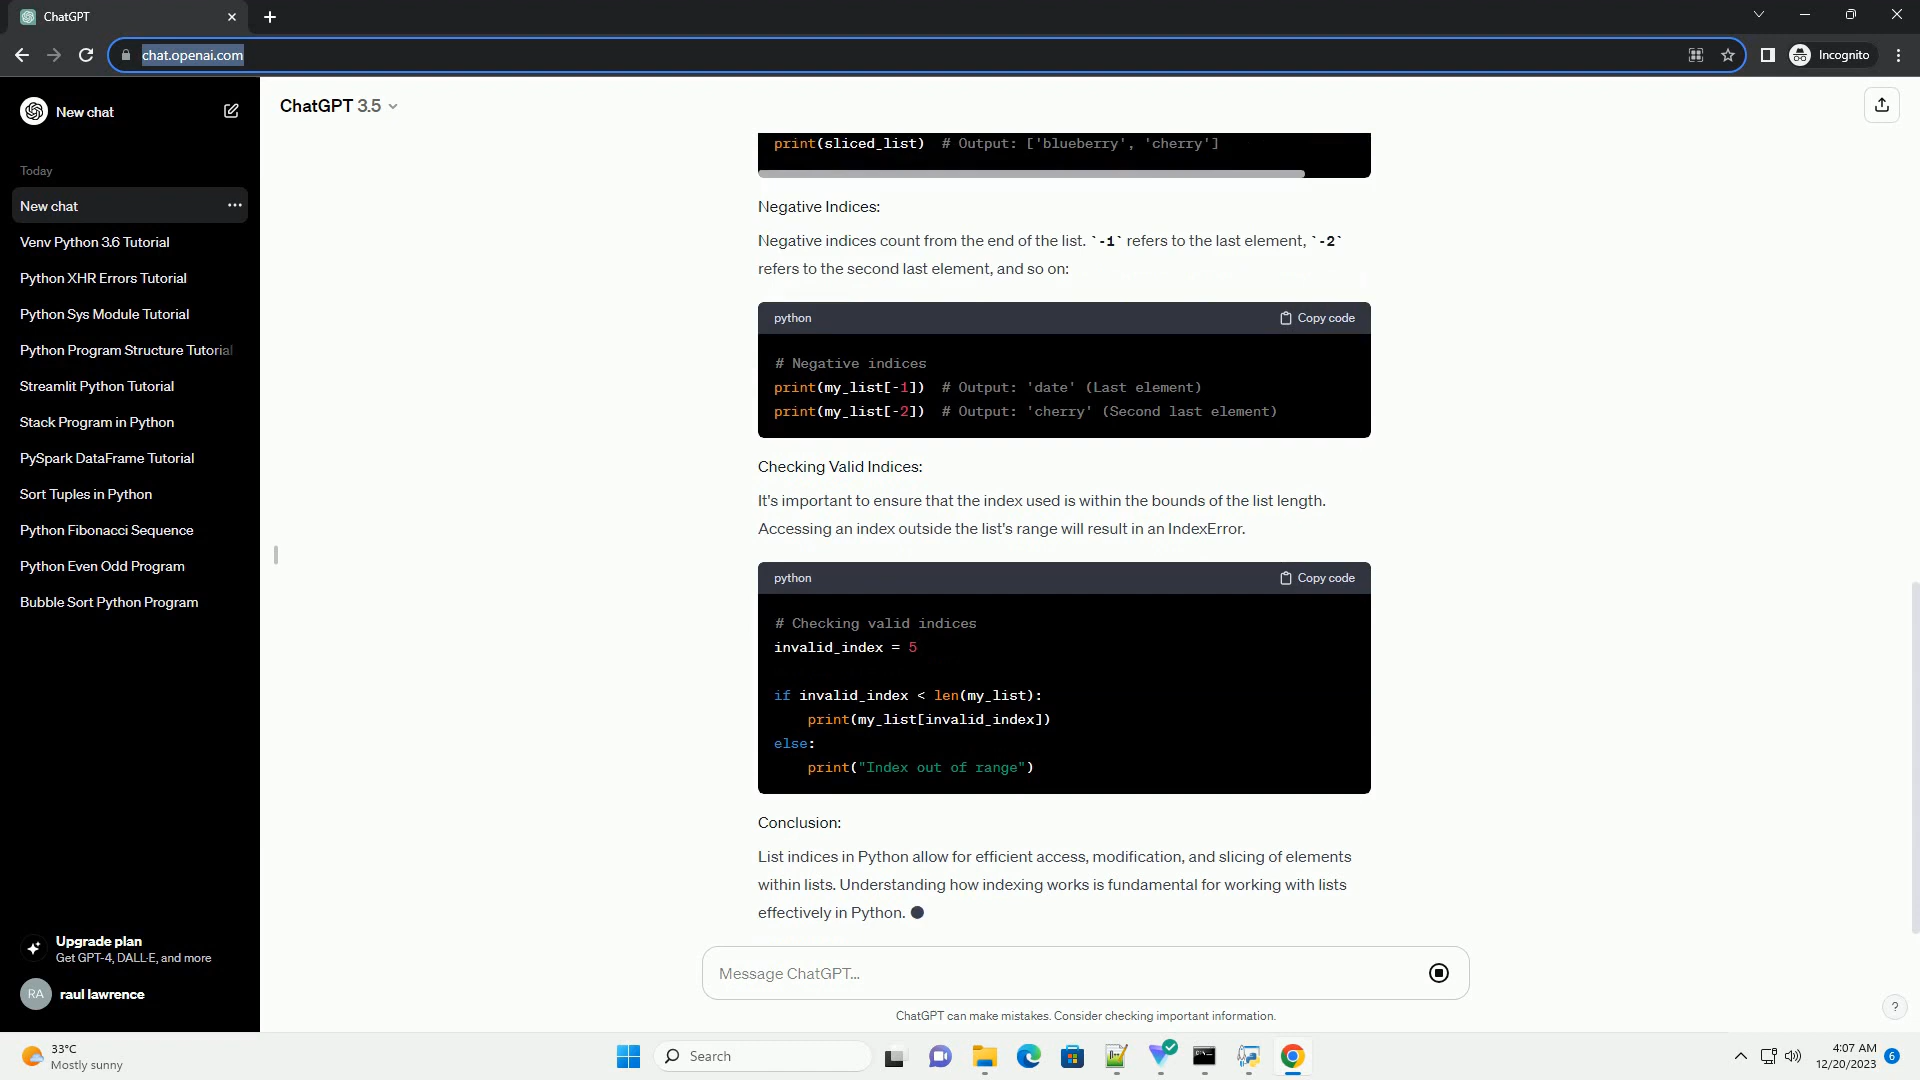 ChatGPT
chat.openai.com
Incognito
New chat
ChatGPT 3.5
Today
New chat
Venv Python 3.6 Tutorial
Python XHR Errors Tutorial
Python Sys Module Tutorial
Python Program Structure Tutorial
Streamlit Python Tutorial
Stack Program in Python
PySpark DataFrame Tutorial
Sort Tuples in Python
Python Fibonacci Sequence
Python Even Odd Program
Bubble Sort Python Program
Upgrade plan
Get GPT-4, DALL·E, and more
RA
raul lawrence
print(sliced_list)  # Output: ['blueberry', 'cherry']
Negative Indices:
Negative indices count from the end of the list. `-1` refers to the last element, `-2`
refers to the second last element, and so on:
python
Copy code
# Negative indices
print(my_list[-1])  # Output: 'date' (Last element)
print(my_list[-2])  # Output: 'cherry' (Second last element)
Checking Valid Indices:
It's important to ensure that the index used is within the bounds of the list length.
Accessing an index outside the list's range will result in an IndexError.
python
Copy code
# Checking valid indices
invalid_index = 5
if invalid_index < len(my_list):
    print(my_list[invalid_index])
else:
    print("Index out of range")
Conclusion:
List indices in Python allow for efficient access, modification, and slicing of elements
within lists. Understanding how indexing works is fundamental for working with lists
effectively in Python.
Message ChatGPT...
ChatGPT can make mistakes. Consider checking important information.
?
33°C
Mostly sunny
Search
4:07 AM
12/20/2023
6